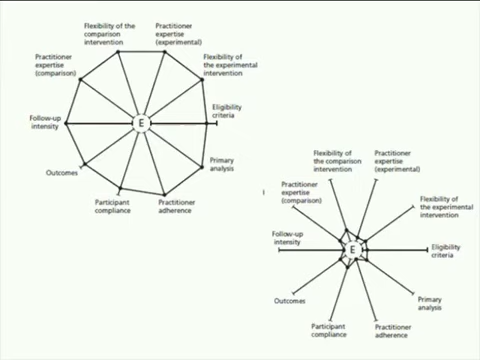 Flexibility of the
comparison
intervention
Practitioner
expertise
(experimental)
Practitioner
expertise
(comparison)
Flexibility of
the experimental
intervention
Follow-up
intensity
E
Eligibility
criteria
Outcomes
Primary
analysis
Participant
compliance
Practitioner
adherence
Flexibility of
the comparison
intervention
Practitioner
expertise
(experimental)
Practitioner
expertise
(comparison)
Flexibility of
the experimental
intervention
Follow-up
intensity
E
Eligibility
criteria
Outcomes
Primary
analysis
Participant
compliance
Practitioner
adherence